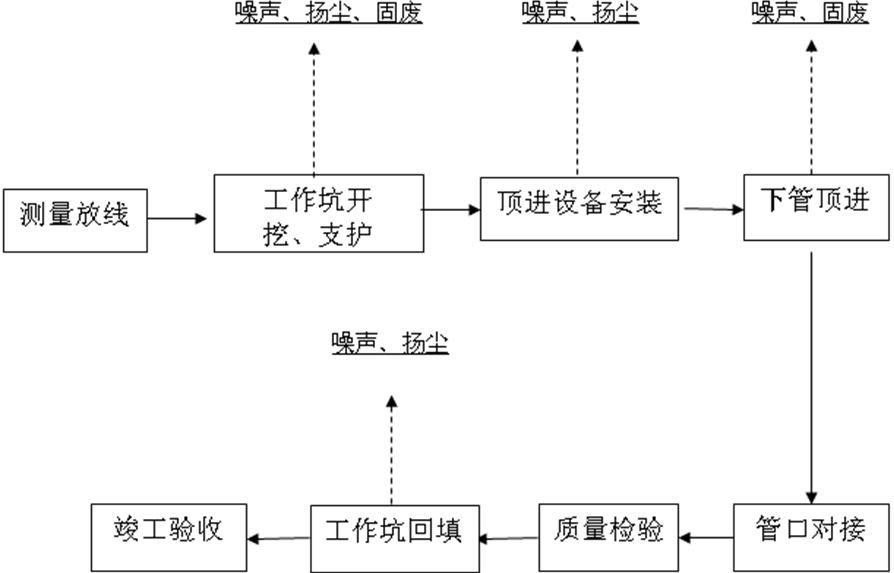 噪声、扬尘、固废
噪声、扬尘
噪声、固废
测量放线
工作坑开
挖、支护
顶进设备安装
下管顶进
噪声、扬尘
竣工验收
工作坑回填
质量检验
管口对接